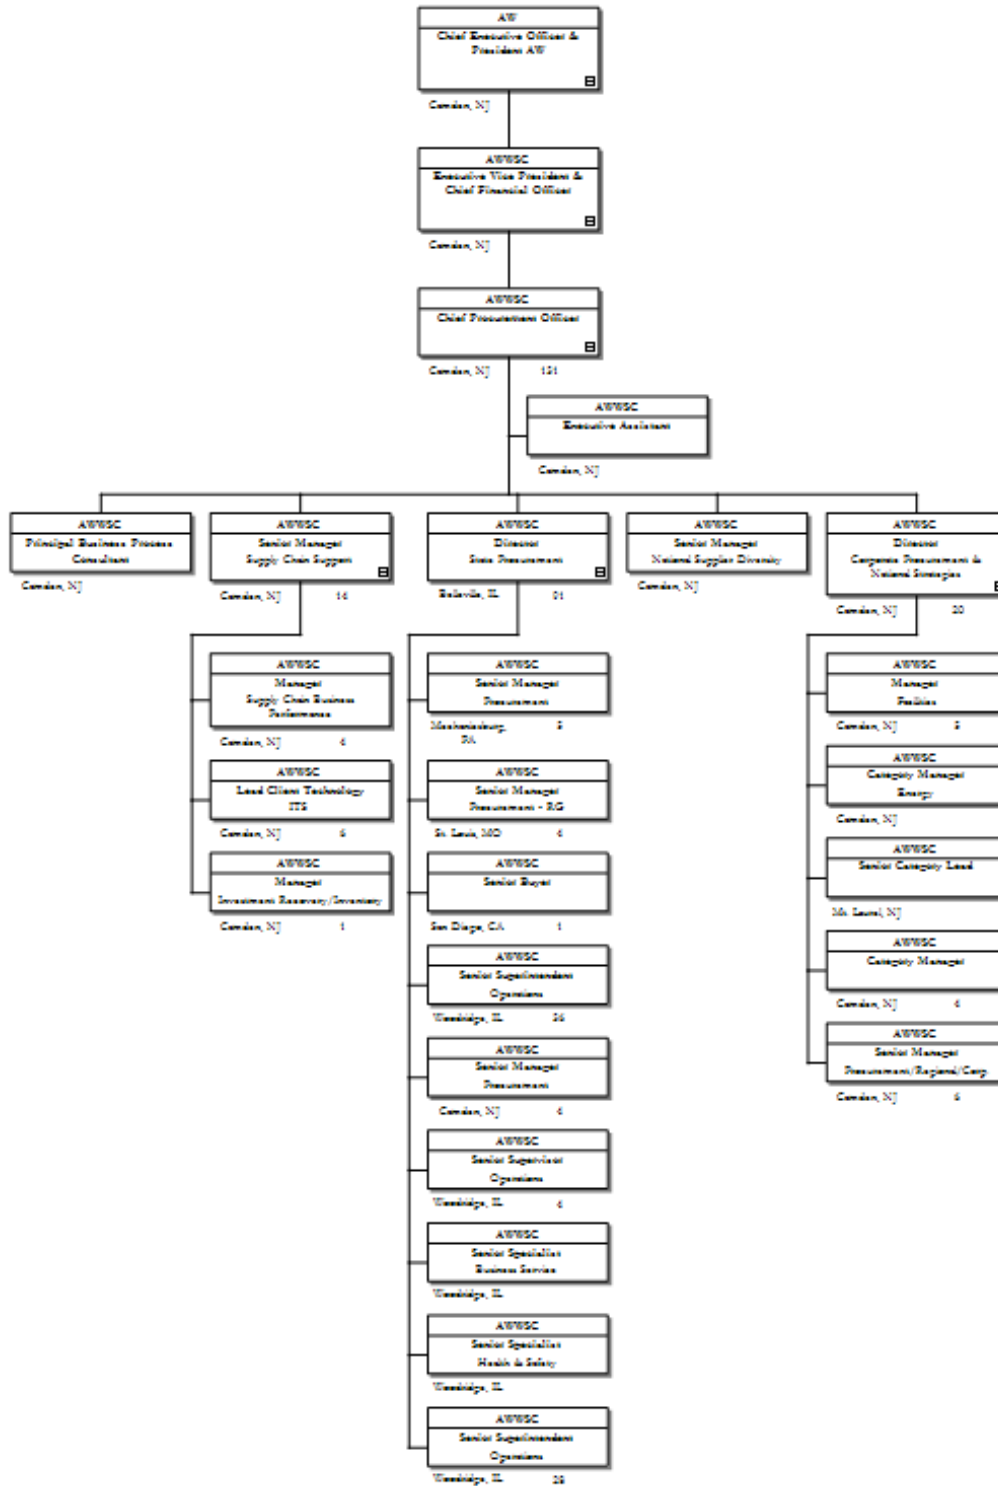 AW
Chief Executive Officer &
President AW
Camden, NJ
AWWSC
Executive Vice President &
Chief Financial Officer
Camden, NJ
AWWSC
Chief Procurement Officer
Camden, NJ 131
AWWSC
Executive Assistant
Camden, NJ
AWWSC
Principal Business Process
Consultant
Camden, NJ
AWWSC
Senior Manager
Supply Chain Support
Camden, NJ 14
AWWSC
Director
State Procurement
Belleville, IL 91
AWWSC
Senior Manager
National Supplier Diversity
Camden, NJ
AWWSC
Director
Corporate Procurement &
National Strategies
Camden, NJ 20
AWWSC
Manager
Supply Chain Business
Performance
Camden, NJ
AWWSC
Lead Client Technology
ITS
Camden, NJ
AWWSC
Manager
Investment Recovery/Inventory
Camden, NJ 1
AWWSC
Senior Manager
Procurement
Mechanicsburg,
PA
AWWSC
Senior Manager
Procurement - RG
St. Louis, MO
AWWSC
Senior Buyer
San Diego, CA 1
AWWSC
Senior Superintendent
Operations
Woodridge, IL
AWWSC
Senior Manager
Procurement
Camden, NJ
AWWSC
Senior Supervisor
Operations
Woodridge, IL
AWWSC
Senior Specialist
Business Service
Woodridge, IL
AWWSC
Senior Specialist
Health & Safety
Woodridge, IL
AWWSC
Senior Superintendent
Operations
Woodridge, IL
AWWSC
Manager
Facilities
Camden, NJ
AWWSC
Category Manager
Energy
Camden, NJ
AWWSC
Senior Category Lead
Mt. Laurel, NJ
AWWSC
Category Manager
Camden, NJ
AWWSC
Senior Manager
Procurement/Regional/Corp.
Camden, NJ